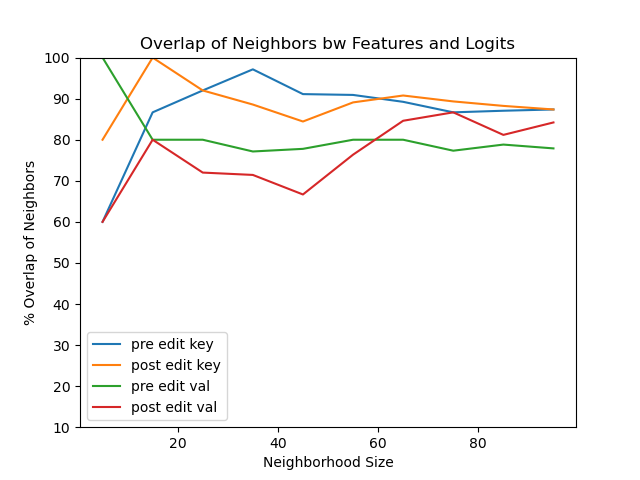 Overlap of Neighbors bw Features and Logits
100
90
80
70
60
50
40
30
20
10
% Overlap of Neighbors
pre edit key
post edit key
pre edit val
post edit val
20 40 60 80
Neighborhood Size